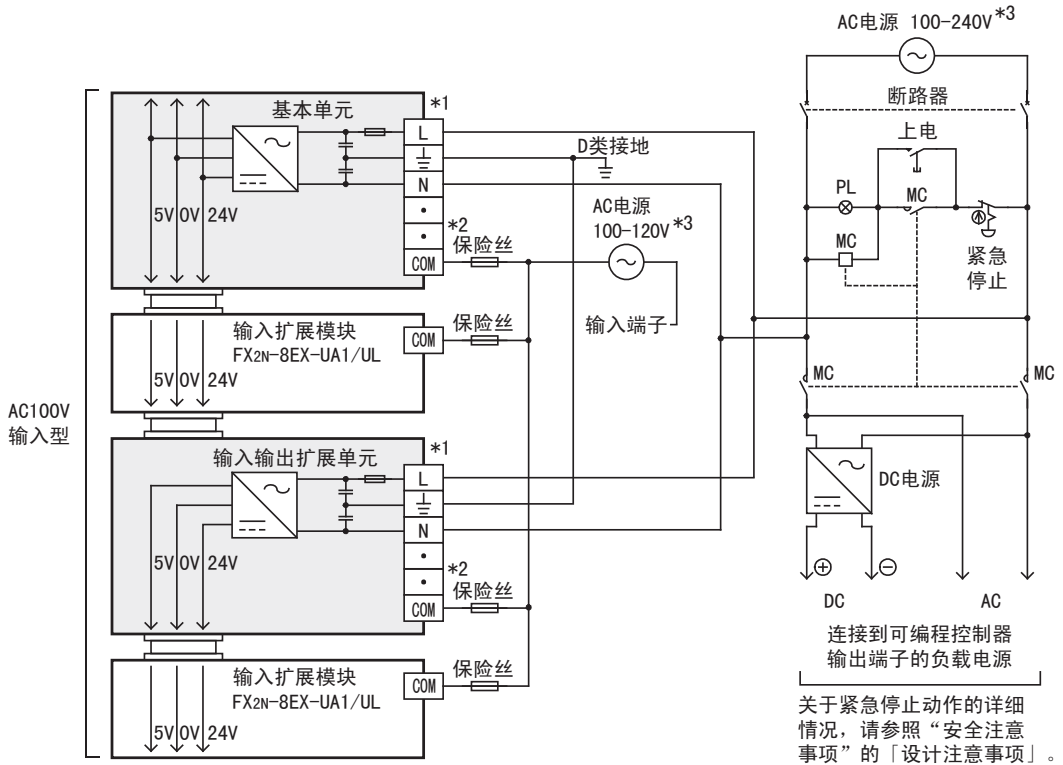 AC电源 100-240V*3
断路器
上电
PL
MC
MC
紧急
停止
MC
MC
DC电源
⊕
⊖
DC
AC
连接到可编程控制器
输出端子的负载电源
关于紧急停止动作的详细
情况，请参照“安全注意
事项”的「设计注意事项」。
AC100V
输入型
基本单元
*1
L
N
•
•
COM
*2
保险丝
D类接地
AC电源
100-120V*3
输入端子
5V 0V 24V
输入扩展模块
FX2N-8EX-UA1/UL
COM
保险丝
5V 0V 24V
输入输出扩展单元
*1
L
N
•
•
COM
*2
保险丝
5V 0V 24V
输入扩展模块
FX2N-8EX-UA1/UL
COM
保险丝
5V 0V 24V